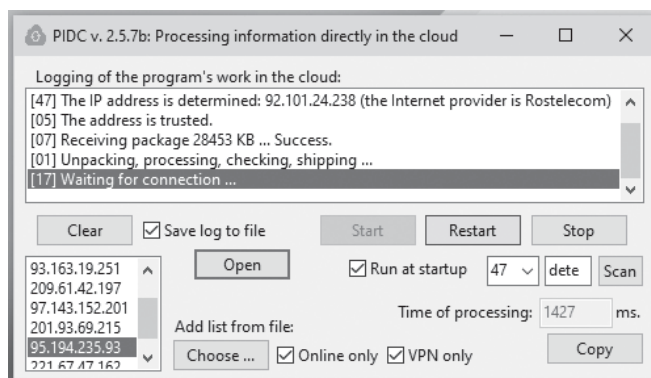 PIDC v. 2.5.7b: Processing information directly in the cloud
Logging of the program's work in the cloud:
[47] The IP address is determined: 92.101.24.238 (the Internet provider is Rostelecom)
[05] The address is trusted.
[07] Receiving package 28453 KB ... Success.
[01] Unpacking, processing, checking, shipping ...
[17] Waiting for connection ...
Clear Save log to file Start Restart Stop
93.163.19.251
209.61.42.197
97.143.152.201
201.93.69.215
95.194.235.93
221.67.47.162
Open Run at startup 47 dete Scan
Time of processing: 1427 ms.
Add list from file:
Choose ... Online only VPN only Copy